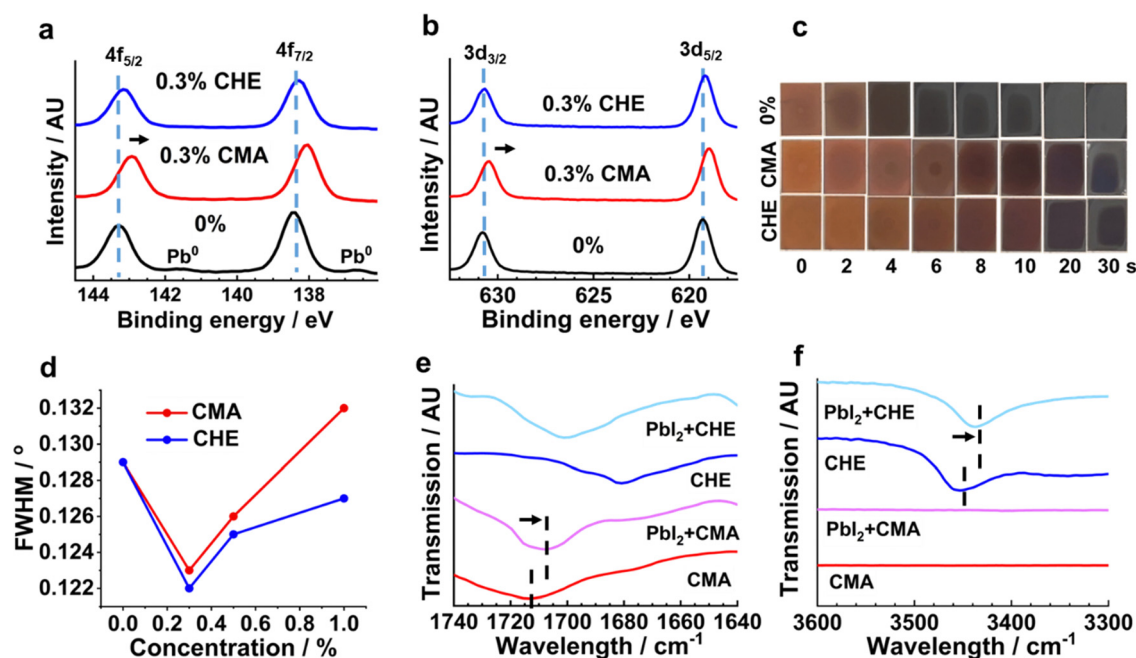 a
4f5/2
4f7/2
0.3% CHE
0.3% CMA
0%
Pb0
Pb0
Intensity / AU
144 142 140 138
Binding energy / eV
b
3d3/2
3d5/2
0.3% CHE
0.3% CMA
0%
Intensity / AU
630 625 620
Binding energy / eV
c
0%
CMA
CHE
0 2 4 6 8 10 20 30 s
d
CMA
CHE
FWHM / °
0.132
0.130
0.128
0.126
0.124
0.122
0.0 0.2 0.4 0.6 0.8 1.0
Concentration / %
e
PbI2+CHE
CHE
PbI2+CMA
CMA
Transmission / AU
1740 1720 1700 1680 1660 1640
Wavelength / cm-1
f
PbI2+CHE
CHE
PbI2+CMA
CMA
Transmission / AU
3600 3500 3400 3300
Wavelength / cm-1